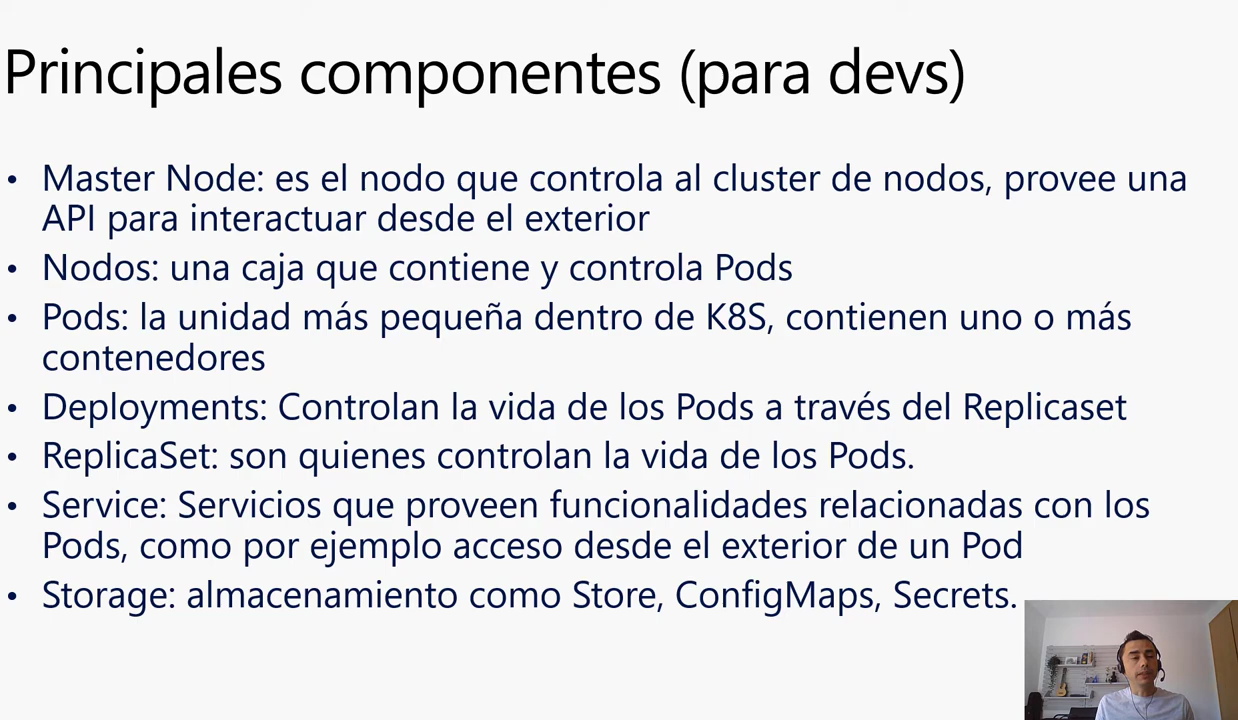 Principales componentes (para devs)
• Master Node: es el nodo que controla al cluster de nodos, provee una
API para interactuar desde el exterior
• Nodos: una caja que contiene y controla Pods
• Pods: la unidad más pequeña dentro de K8S, contienen uno o más
contenedores
• Deployments: Controlan la vida de los Pods a través del Replicaset
• ReplicaSet: son quienes controlan la vida de los Pods.
• Service: Servicios que proveen funcionalidades relacionadas con los
Pods, como por ejemplo acceso desde el exterior de un Pod
• Storage: almacenamiento como Store, ConfigMaps, Secrets.